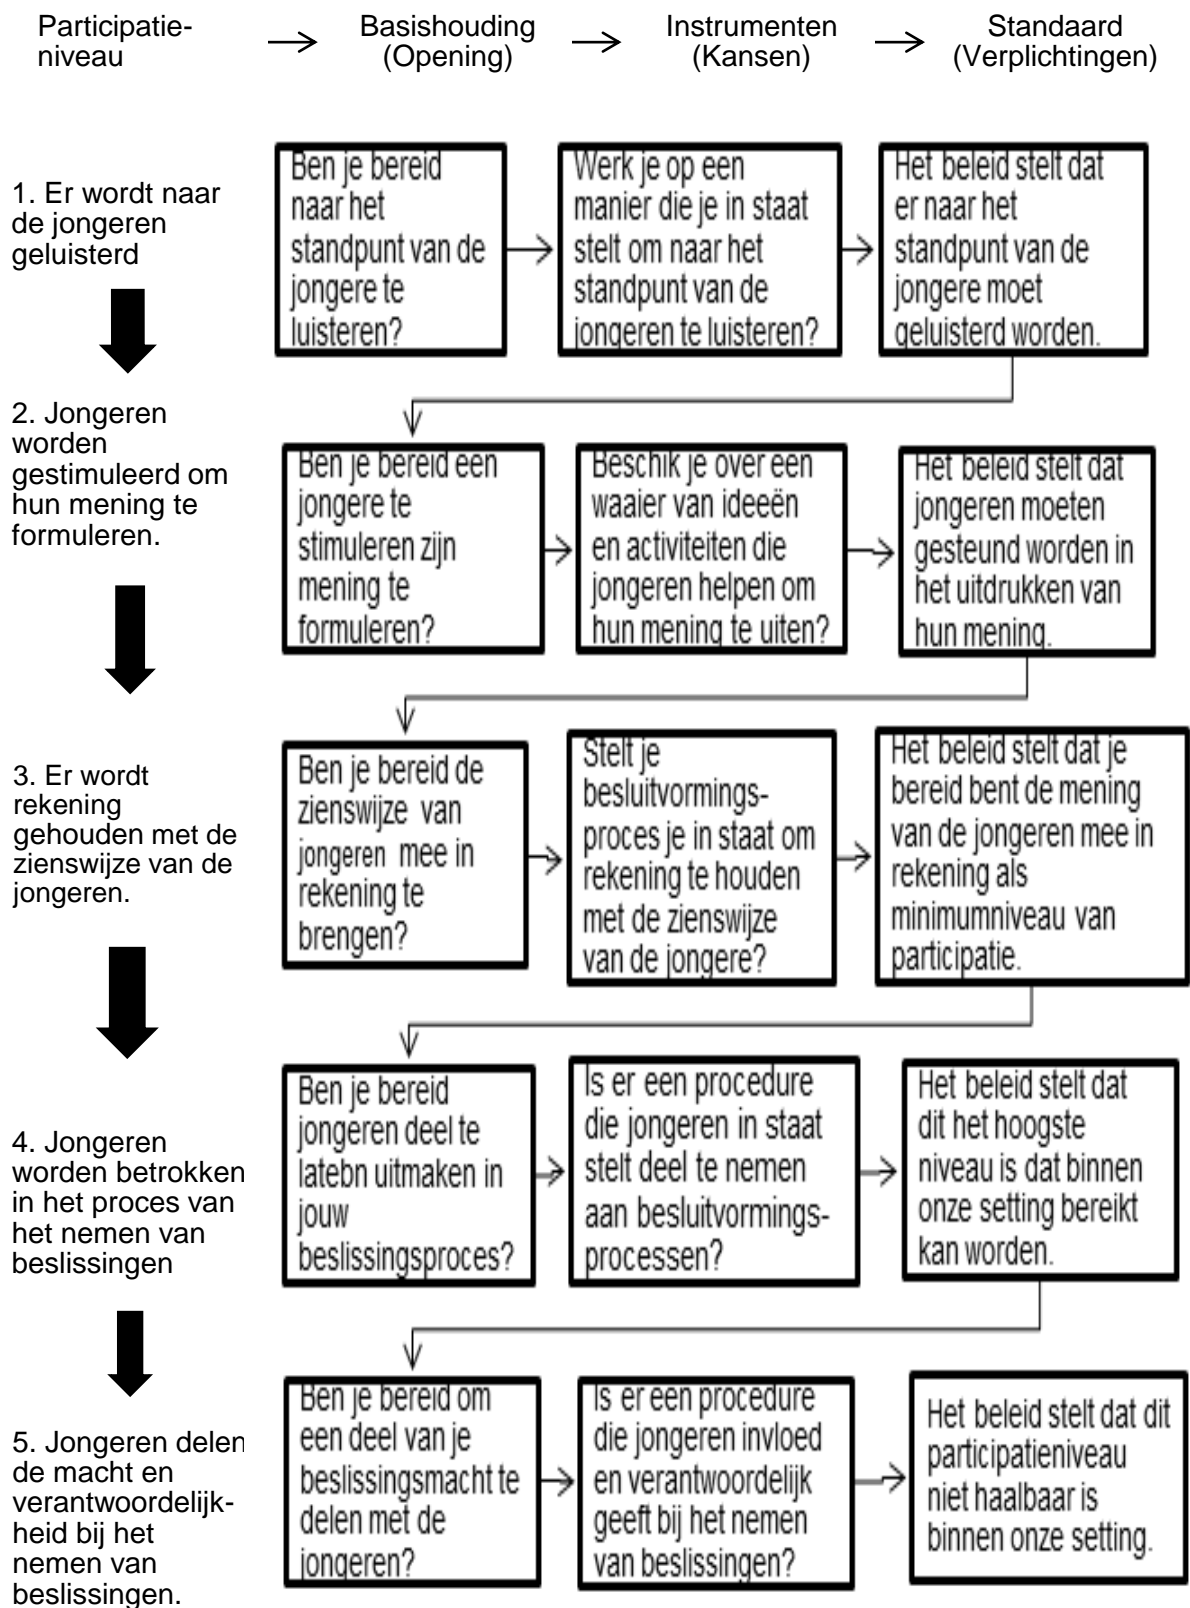 Participatie-
niveau
Basishouding
(Opening)
Instrumenten
(Kansen)
Standaard
(Verplichtingen)
1. Er wordt naar
de jongeren
geluisterd
Ben je bereid
naar het
standpunt van de
jongere te
luisteren?
Werk je op een
manier die je in staat
stelt om naar het
standpunt van de
jongeren te luisteren?
Het beleid stelt dat
er naar het
standpunt van de
jongere moet
geluisterd worden.
2. Jongeren
worden
gestimuleerd om
hun mening te
formuleren.
Ben je bereid een
jongere te
stimuleren zijn
mening te
formuleren?
Beschik je over een
waaier van ideeën
en activiteiten die
jongeren helpen om
hun mening te uiten?
Het beleid stelt dat
jongeren moeten
gesteund worden in
het uitdrukken van
hun mening.
3. Er wordt
rekening
gehouden met de
zienswijze van de
jongeren.
Ben je bereid de
zienswijze van
jongeren mee in
rekening te
brengen?
Stelt je
besluitvormings-
proces je in staat om
rekening te houden
met de zienswijze
van de jongere?
Het beleid stelt dat je
bereid bent de mening
van de jongeren mee in
rekening als
minimumniveau van
participatie.
4. Jongeren
worden betrokken
in het proces van
het nemen van
beslissingen
Ben je bereid
jongeren deel te
latebn uitmaken in
jouw
beslissingsproces?
Is er een procedure
die jongeren in staat
stelt deel te nemen
aan besluitvormings-
processen?
Het beleid stelt dat
dit het hoogste
niveau is dat binnen
onze setting bereikt
kan worden.
5. Jongeren delen
de macht en
verantwoordelijk-
heid bij het
nemen van
beslissingen.
Ben je bereid om
een deel van je
beslissingsmacht te
delen met de
jongeren?
Is er een procedure
die jongeren invloed
en verantwoordelijk
geeft bij het nemen
van beslissingen?
Het beleid stelt dat dit
participatieniveau
niet haalbaar is
binnen onze setting.